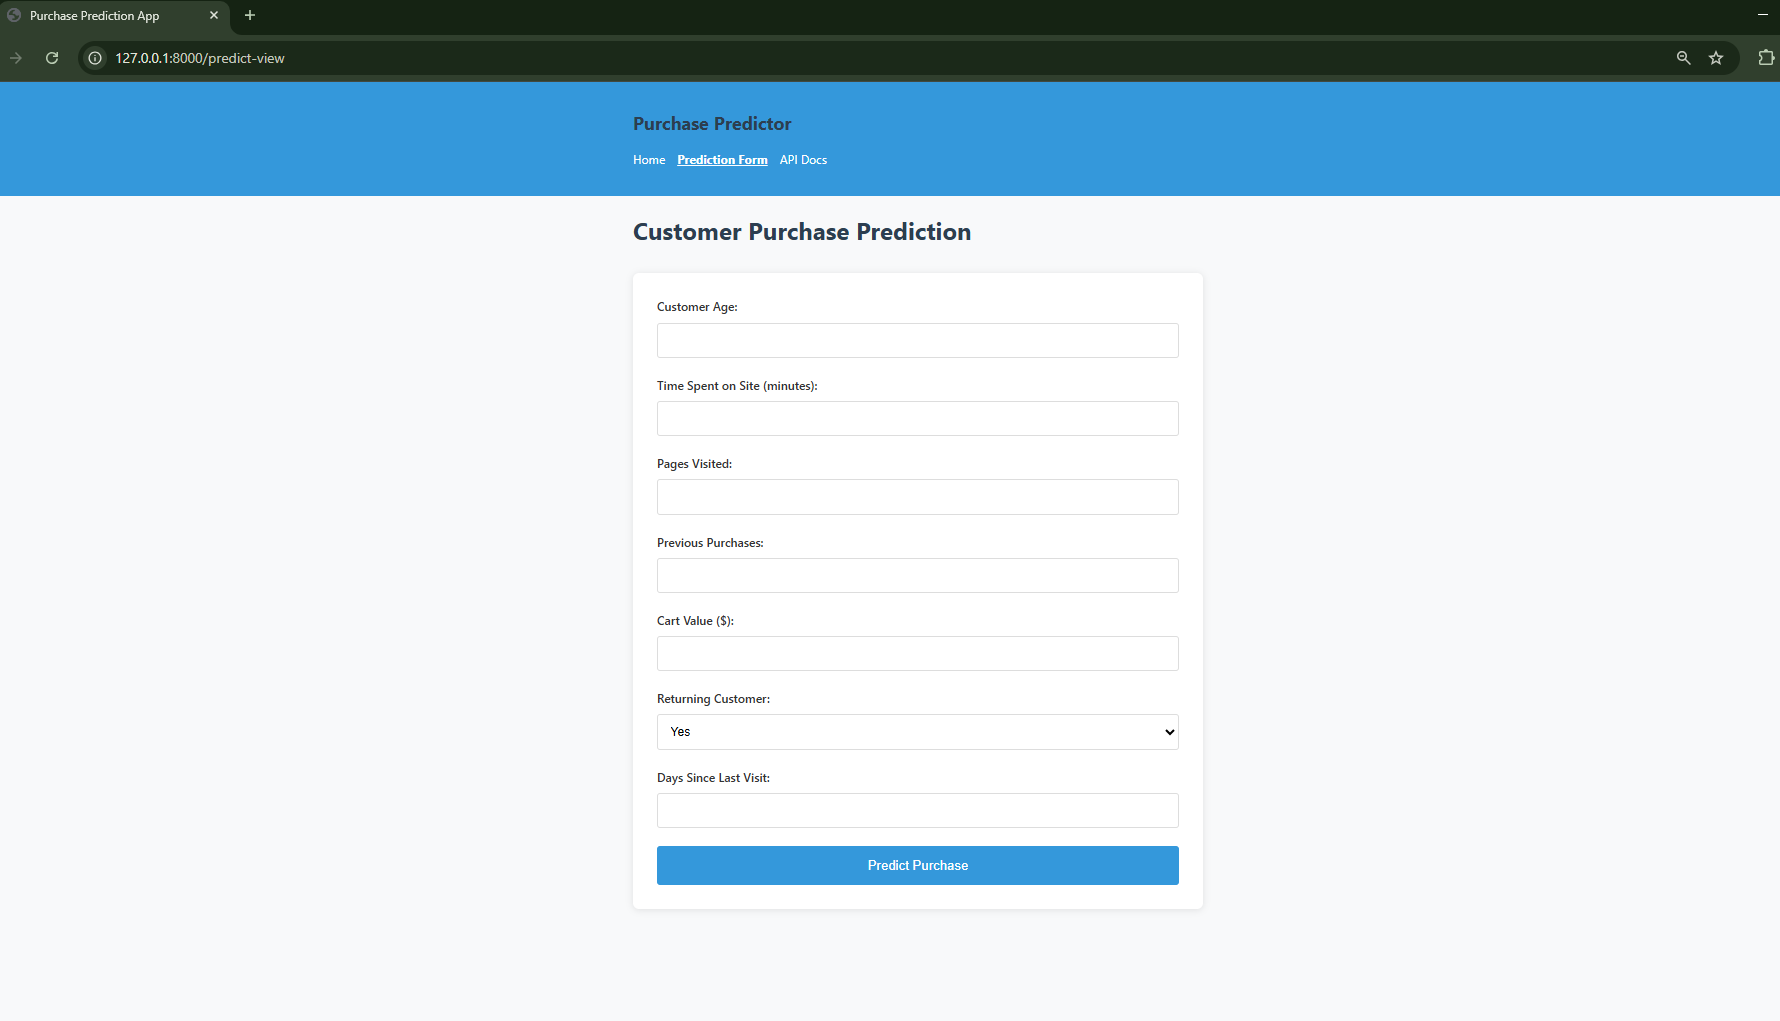 Purchase Prediction App
127.0.0.1:8000/predict-view
Purchase Predictor
Home Prediction Form API Docs
Customer Purchase Prediction
Customer Age:
Time Spent on Site (minutes):
Pages Visited:
Previous Purchases:
Cart Value ($):
Returning Customer:
Yes
Days Since Last Visit:
Predict Purchase